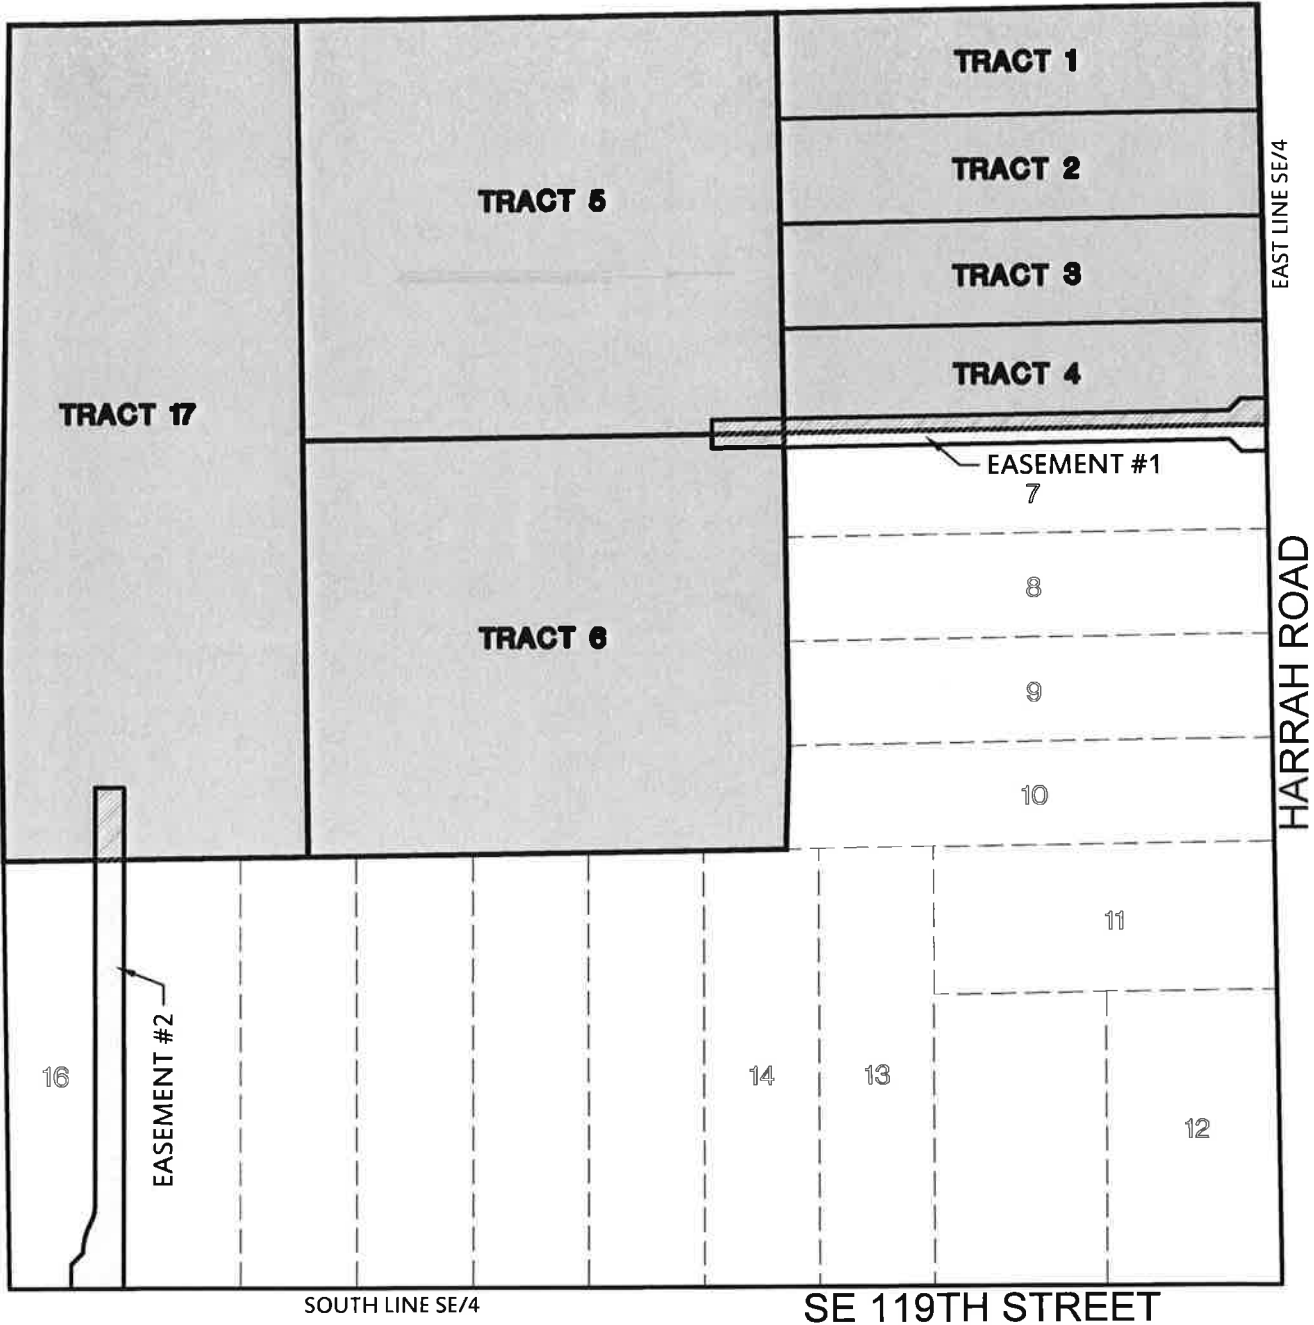 TRACT 1
TRACT 2
EAST LINE SE/4
TRACT 5
TRACT 3
TRACT 4
TRACT 17
EASEMENT #1
7
8
HARRAH ROAD
TRACT 6
9
10
11
EASEMENT #2
16
14
13
12
SOUTH LINE SE/4
SE 119TH STREET